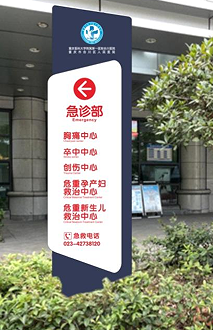 急诊部
Emergency
胸痛中心
卒中中心
创伤中心
危重孕产妇
救治中心
危重新生儿
救治中心
急救电话
023-42738120